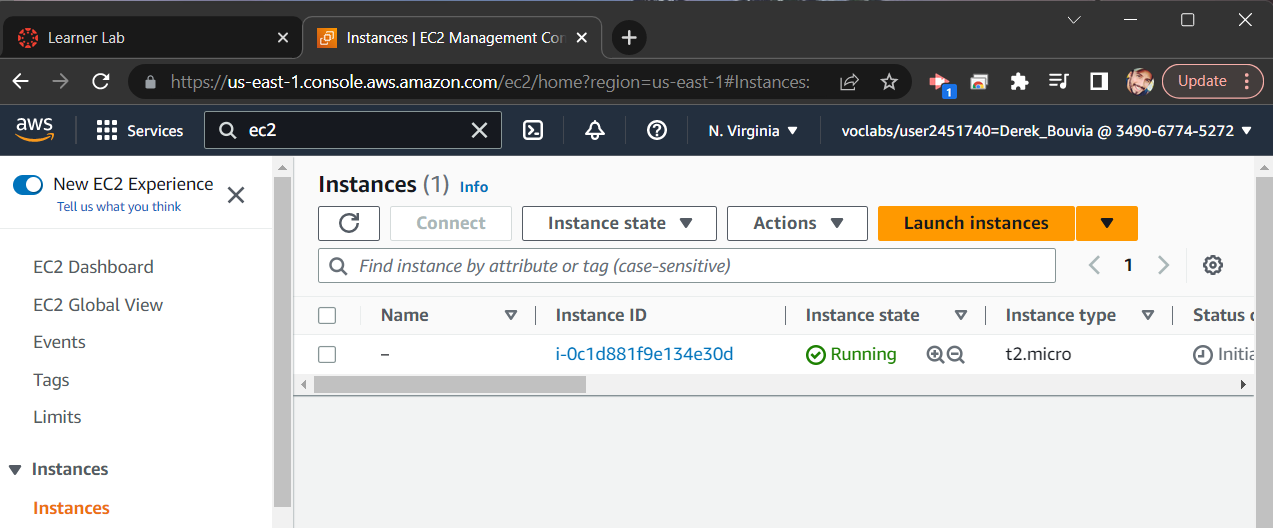 Learner Lab
Instances | EC2 Management Con
https://us-east-1.console.aws.amazon.com/ec2/home?region=us-east-1#Instances:
1
Update
aws
Services
ec2
N. Virginia
voclabs/user2451740=Derek_Bouvia @ 3490-6774-5272
New EC2 Experience
Tell us what you think
EC2 Dashboard
EC2 Global View
Events
Tags
Limits
Instances
Instances
Instances (1) Info
Connect
Instance state
Actions
Launch instances
Find instance by attribute or tag (case-sensitive)
1
Name Instance ID Instance state Instance type Status c
– i-0c1d881f9e134e30d Running t2.micro Initia